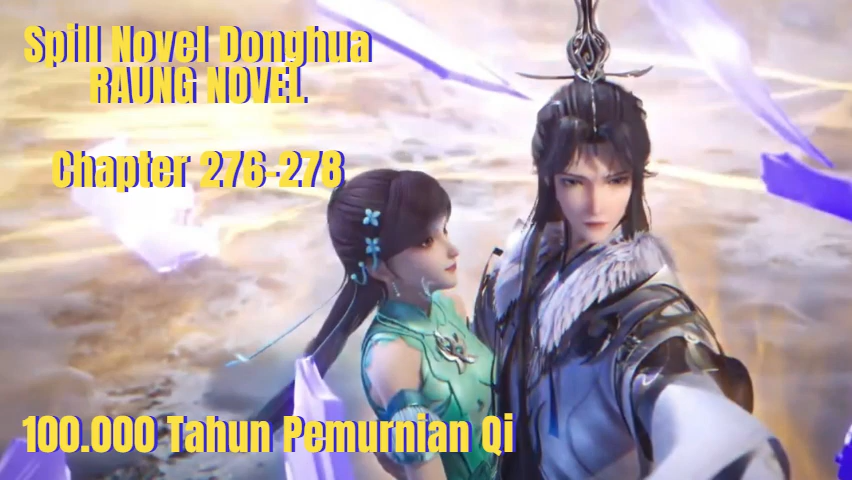 Spill Novel Donghua
RAUNG NOVEL
Chapter 276-278
100.000 Tahun Pemurnian Qi